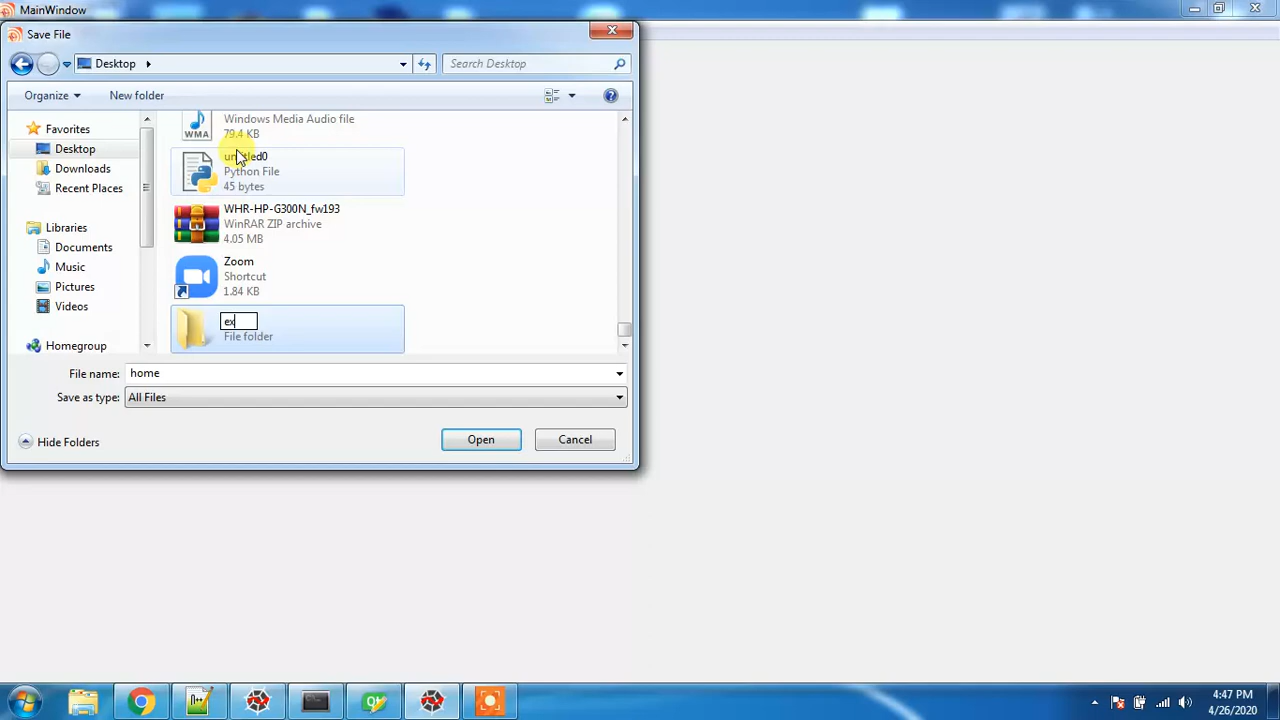 MainWindow
Save File
Desktop
Search Desktop
Organize
New folder
Favorites
Desktop
Downloads
Recent Places
Libraries
Documents
Music
Pictures
Videos
Homegroup
WMA
Windows Media Audio file
79.4 KB
untitled0
Python File
45 bytes
WHR-HP-G300N_fw193
WinRAR ZIP archive
4.05 MB
Zoom
Shortcut
1.84 KB
ex
File folder
File name: home
Save as type: All Files
Hide Folders
Open
Cancel
4:47 PM
4/26/2020